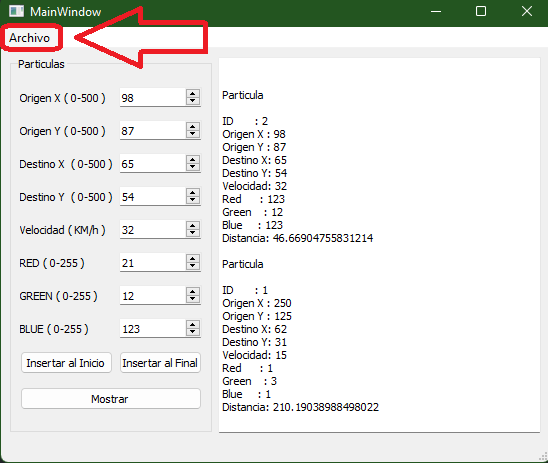 MainWindow
Archivo
Particulas
Origen X ( 0-500 ) 98
Origen Y ( 0-500 ) 87
Destino X ( 0-500 ) 65
Destino Y ( 0-500 ) 54
Velocidad ( KM/h ) 32
RED ( 0-255 ) 21
GREEN ( 0-255 ) 12
BLUE ( 0-255 ) 123
Insertar al Inicio Insertar al Final
Mostrar
Particula
ID : 2
Origen X : 98
Origen Y : 87
Destino X: 65
Destino Y: 54
Velocidad: 32
Red : 123
Green : 12
Blue : 123
Distancia: 46.66904755831214
Particula
ID : 1
Origen X : 250
Origen Y : 125
Destino X: 62
Destino Y: 31
Velocidad: 15
Red : 1
Green : 3
Blue : 1
Distancia: 210.19038988498022